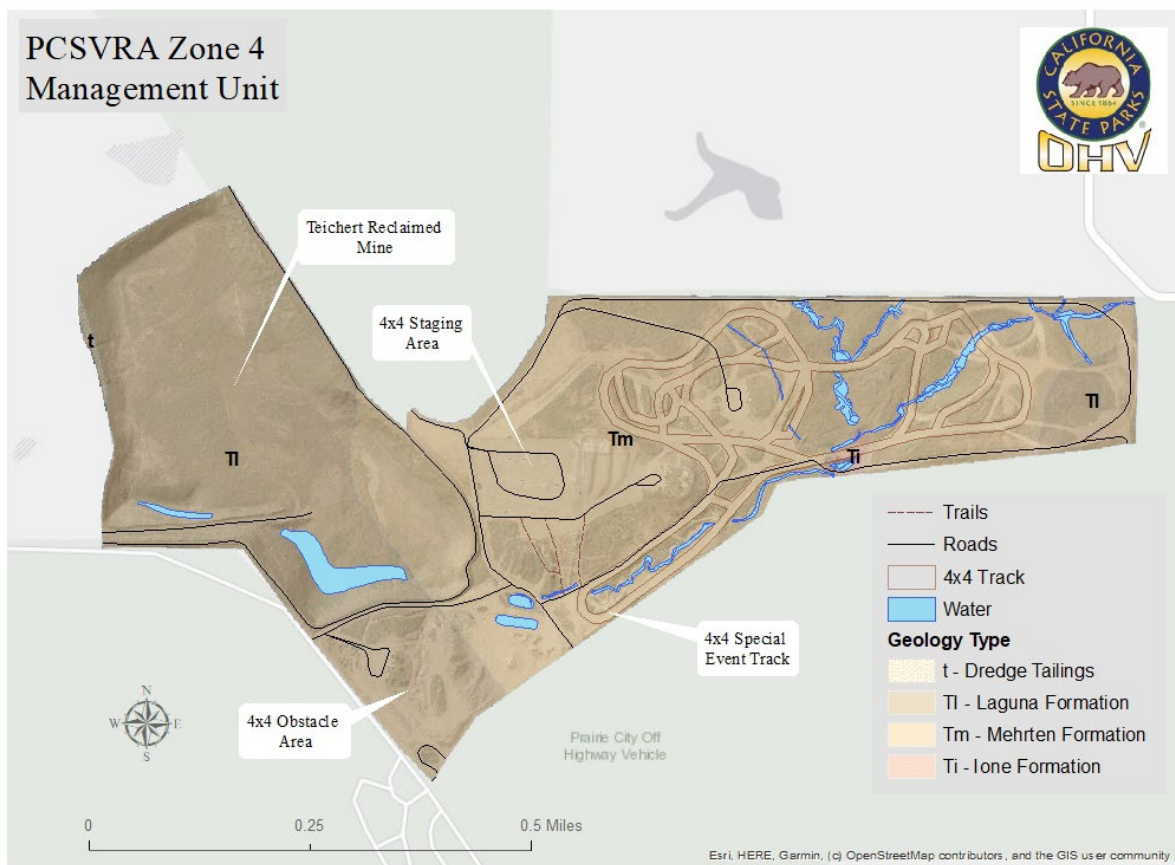 PCSVRA Zone 4
Management Unit
CALIFORNIA
STATE PARKS
SINCE 1864
OHV
®
Teichert Reclaimed
Mine
4x4 Staging
Area
t
Tl
Tm
Ti
Tl
4x4 Special
Event Track
4x4 Obstacle
Area
Prairie City Off
Highway Vehicle
N
W
E
S
Trails
Roads
4x4 Track
Water
Geology Type
t - Dredge Tailings
Tl - Laguna Formation
Tm - Mehrten Formation
Ti - Ione Formation
0
0.25
0.5 Miles
Esri, HERE, Garmin, (c) OpenStreetMap contributors, and the GIS user community